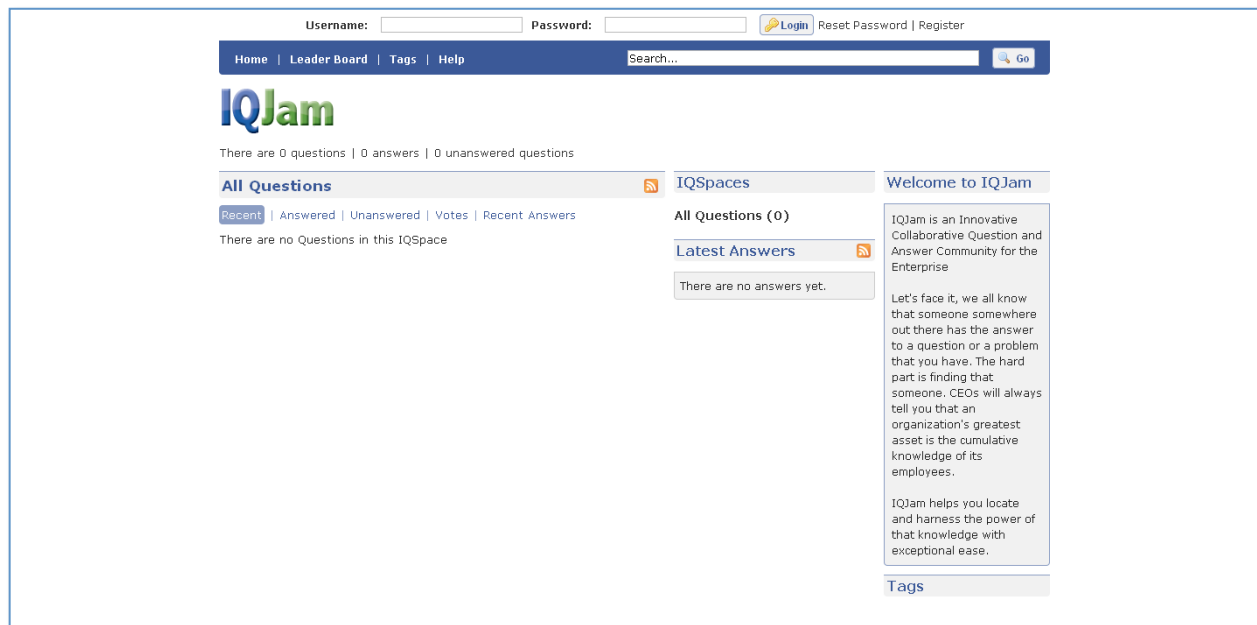 Username: Password: Login Reset Password | Register
Home | Leader Board | Tags | Help Search... Go
IQJam
There are 0 questions | 0 answers | 0 unanswered questions
All Questions
Recent | Answered | Unanswered | Votes | Recent Answers
There are no Questions in this IQSpace
IQSpaces
All Questions (0)
Latest Answers
There are no answers yet.
Welcome to IQJam
IQJam is an Innovative
Collaborative Question and
Answer Community for the
Enterprise
Let's face it, we all know
that someone somewhere
out there has the answer
to a question or a problem
that you have. The hard
part is finding that
someone. CEOs will always
tell you that an
organization's greatest
asset is the cumulative
knowledge of its
employees.
IQJam helps you locate
and harness the power of
that knowledge with
exceptional ease.
Tags